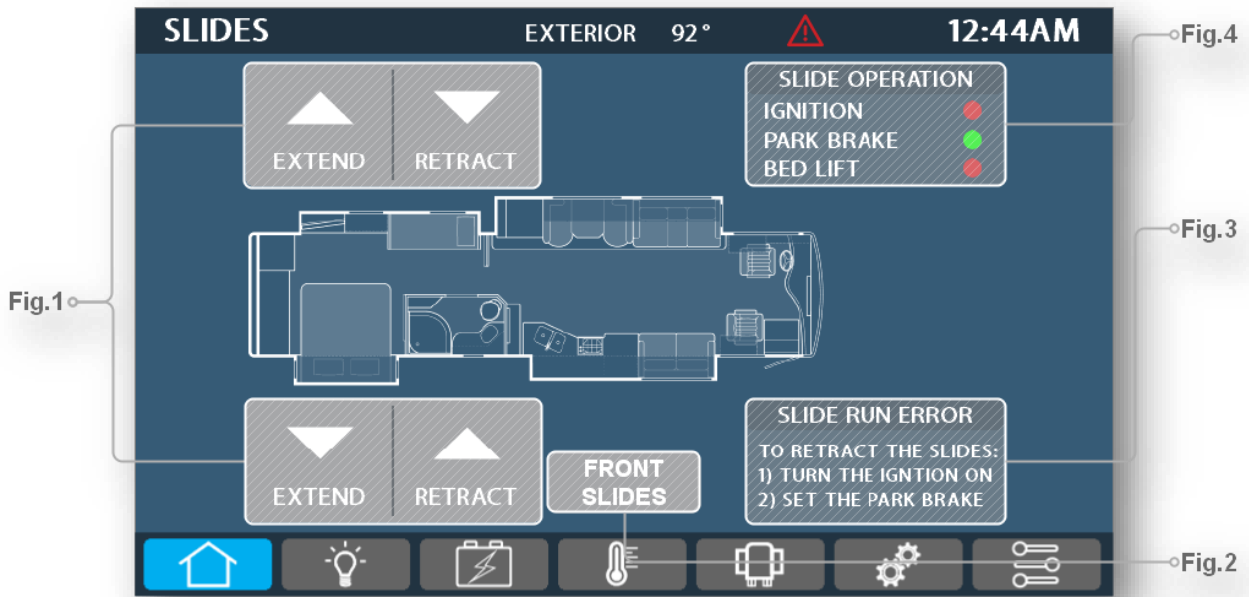 SLIDES
EXTERIOR 92°
12:44AM
Fig.4
EXTEND
RETRACT
SLIDE OPERATION
IGNITION
PARK BRAKE
BED LIFT
Fig.3
Fig.1
EXTEND
RETRACT
FRONT
SLIDES
SLIDE RUN ERROR
TO RETRACT THE SLIDES:
1) TURN THE IGNTION ON
2) SET THE PARK BRAKE
Fig.2